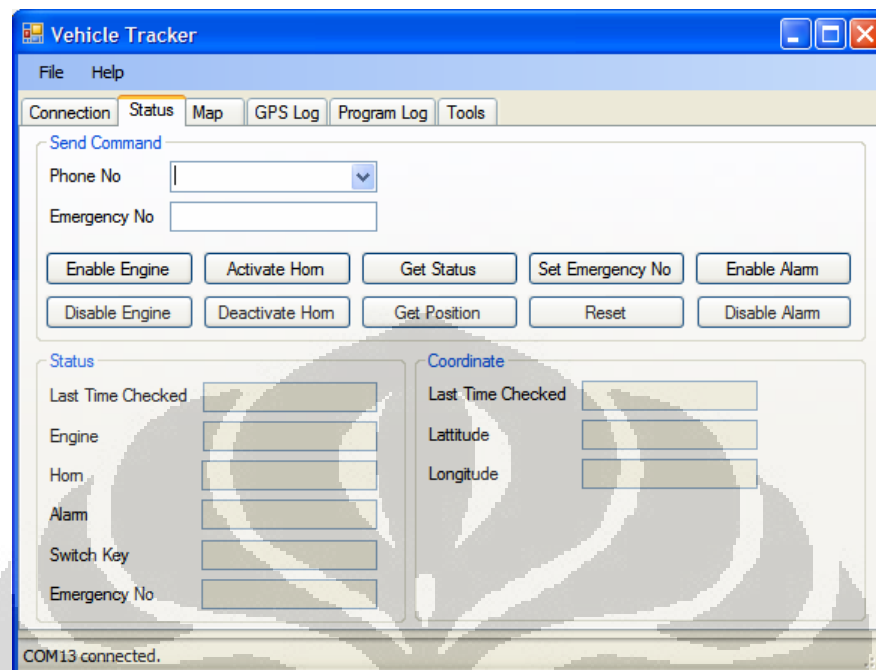 Vehicle Tracker
File Help
Connection Status Map GPS Log Program Log Tools
Send Command
Phone No
Emergency No
Enable Engine Activate Horn Get Status Set Emergency No Enable Alarm
Disable Engine Deactivate Horn Get Position Reset Disable Alarm
Status
Last Time Checked
Engine
Horn
Alarm
Switch Key
Emergency No
Coordinate
Last Time Checked
Lattitude
Longitude
COM13 connected.